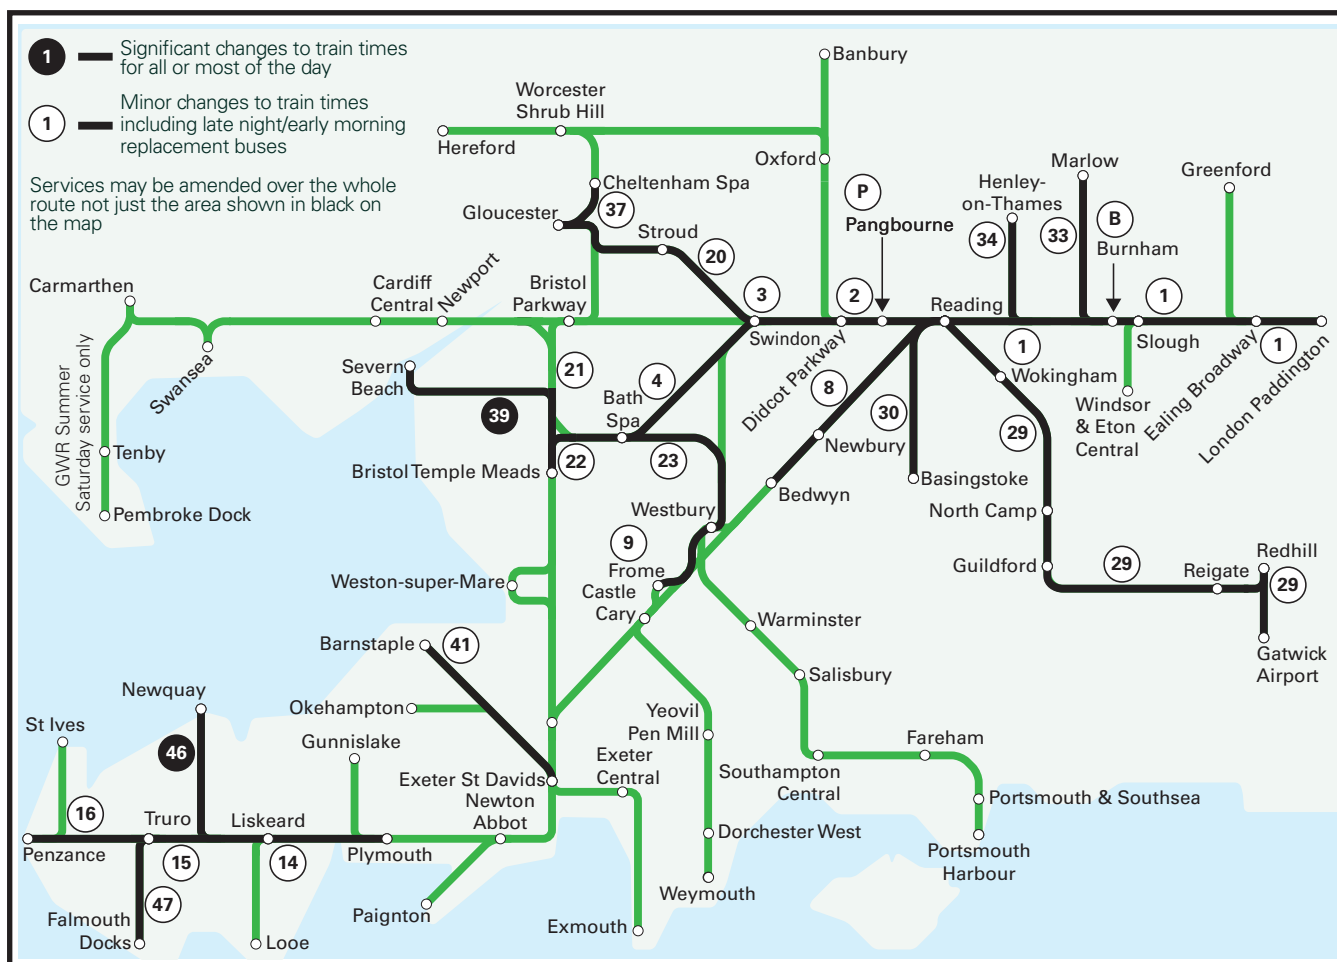 1
Significant changes to train times
for all or most of the day
1
Minor changes to train times
including late night/early morning
replacement buses
Services may be amended over the whole
route not just the area shown in black on
the map
Banbury
Worcester
Shrub Hill
Hereford
Oxford
Marlow
Greenford
Cheltenham Spa
Henley-
on-Thames
P
37
Gloucester
Stroud
Pangbourne
34
33
B
Burnham
20
Carmarthen
Cardiff
Central
Newport
Bristol
Parkway
3
2
Reading
1
Swindon
Didcot Parkway
1
Slough
Ealing Broadway
1
London Paddington
Swansea
Severn
Beach
21
4
8
Wokingham
GWR Summer
Saturday service only
39
Bath
Spa
30
29
Windsor
& Eton
Central
Newbury
Tenby
Bristol Temple Meads
22
23
Basingstoke
Bedwyn
Pembroke Dock
Westbury
North Camp
9
Frome
Guildford
29
Reigate
Redhill
29
Weston-super-Mare
Castle
Cary
Warminster
Barnstaple
41
Gatwick
Airport
Salisbury
Newquay
Okehampton
St Ives
Yeovil
Pen Mill
46
Gunnislake
Fareham
Exeter St Davids
Exeter
Central
Southampton
Central
Newton
Abbot
Portsmouth & Southsea
16
Truro
Liskeard
Penzance
15
14
Plymouth
Dorchester West
Portsmouth
Harbour
Weymouth
47
Falmouth
Docks
Looe
Paignton
Exmouth